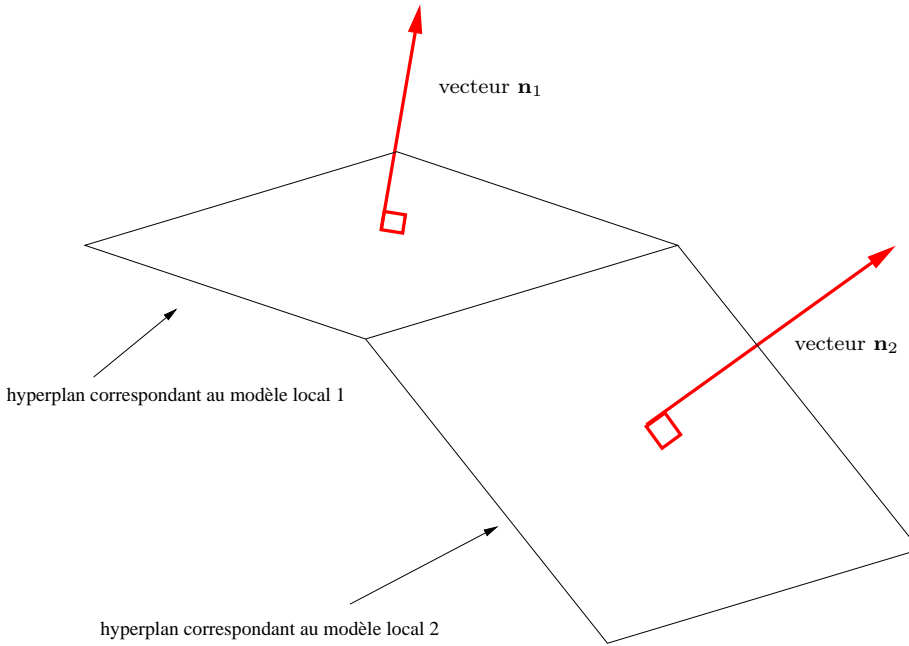 vecteur n₁
vecteur n₂
hyperplan correspondant au modèle local 1
hyperplan correspondant au modèle local 2